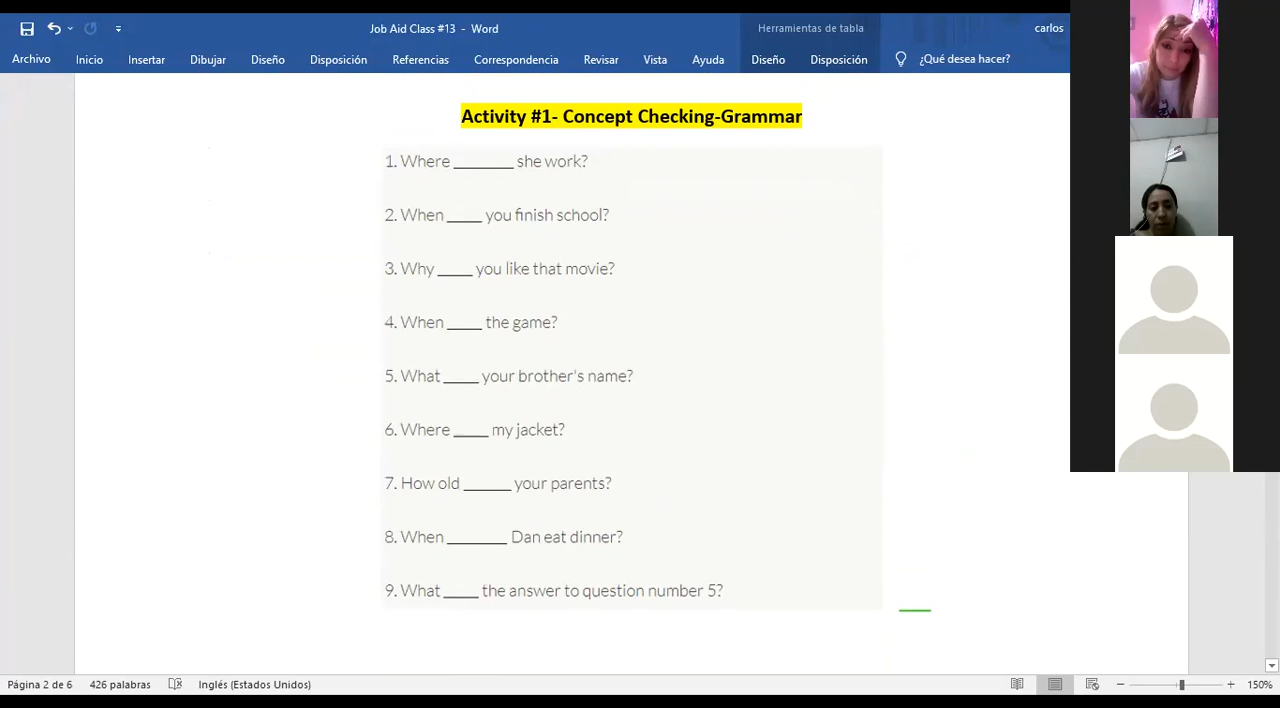 Job Aid Class #13 - Word
Herramientas de tabla
carlos
Archivo
Inicio
Insertar
Dibujar
Diseño
Disposición
Referencias
Correspondencia
Revisar
Vista
Ayuda
Diseño
Disposición
¿Qué desea hacer?
Activity #1- Concept Checking-Grammar
1. Where ________ she work?
2. When _____ you finish school?
3. Why _____ you like that movie?
4. When _____ the game?
5. What _____ your brother's name?
6. Where _____ my jacket?
7. How old ______ your parents?
8. When ________ Dan eat dinner?
9. What _____ the answer to question number 5?
Página 2 de 6
426 palabras
Inglés (Estados Unidos)
150%